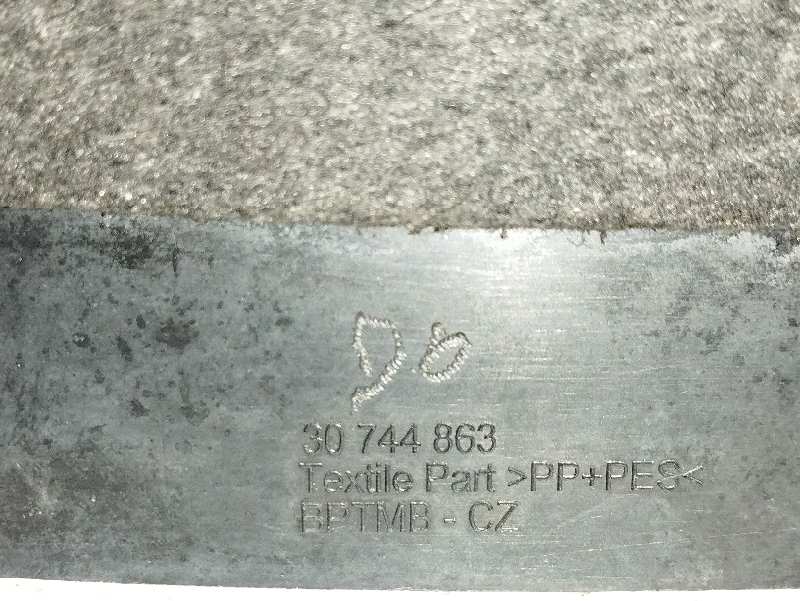 30 744 863
Textile Part >PP+PES<
BPTMB - CZ